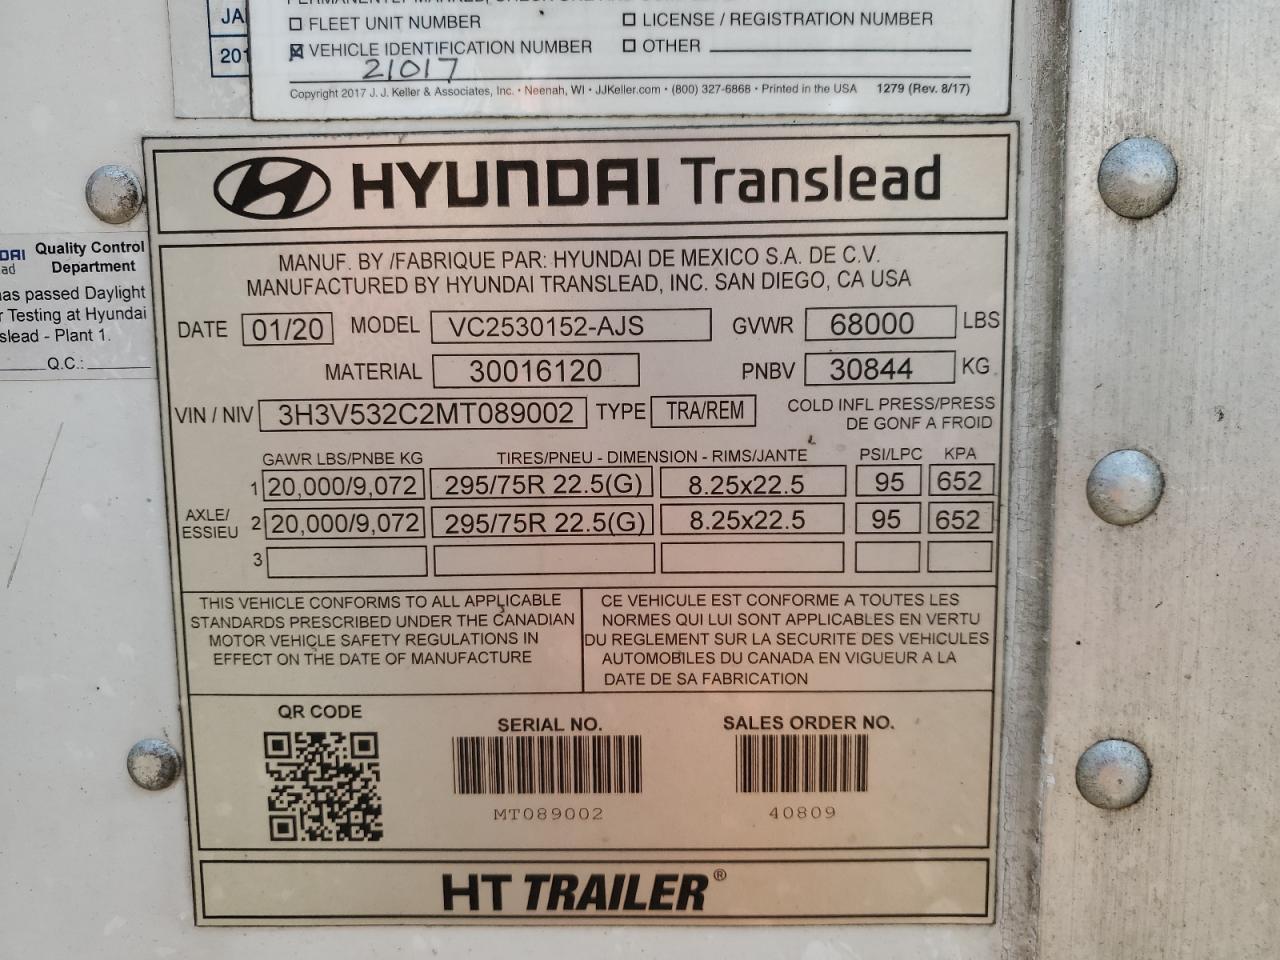 JA
201
☐ FLEET UNIT NUMBER ☐ LICENSE / REGISTRATION NUMBER
☒ VEHICLE IDENTIFICATION NUMBER ☐ OTHER
21017
Copyright 2017 J. J. Keller & Associates, Inc. • Neenah, WI • JJKeller.com • (800) 327-6868 • Printed in the USA 1279 (Rev. 8/17)
DAI Quality Control
ad Department
has passed Daylight
r Testing at Hyundai
slead - Plant 1.
Q.C.:
HYUNDAI Translead
MANUF. BY /FABRIQUE PAR: HYUNDAI DE MEXICO S.A. DE C.V.
MANUFACTURED BY HYUNDAI TRANSLEAD, INC. SAN DIEGO, CA USA
DATE 01/20 MODEL VC2530152-AJS GVWR 68000 LBS
MATERIAL 30016120 PNBV 30844 KG
VIN / NIV 3H3V532C2MT089002 TYPE TRA/REM COLD INFL PRESS/PRESS
DE GONF A FROID
GAWR LBS/PNBE KG TIRES/PNEU - DIMENSION - RIMS/JANTE PSI/LPC KPA
1 20,000/9,072 295/75R 22.5(G) 8.25x22.5 95 652
AXLE/
ESSIEU
2 20,000/9,072 295/75R 22.5(G) 8.25x22.5 95 652
3
THIS VEHICLE CONFORMS TO ALL APPLICABLE
STANDARDS PRESCRIBED UNDER THE CANADIAN
MOTOR VEHICLE SAFETY REGULATIONS IN
EFFECT ON THE DATE OF MANUFACTURE
CE VEHICULE EST CONFORME A TOUTES LES
NORMES QUI LUI SONT APPLICABLES EN VERTU
DU REGLEMENT SUR LA SECURITE DES VEHICULES
AUTOMOBILES DU CANADA EN VIGUEUR A LA
DATE DE SA FABRICATION
QR CODE
SERIAL NO.
MT089002
SALES ORDER NO.
40809
HT TRAILER®